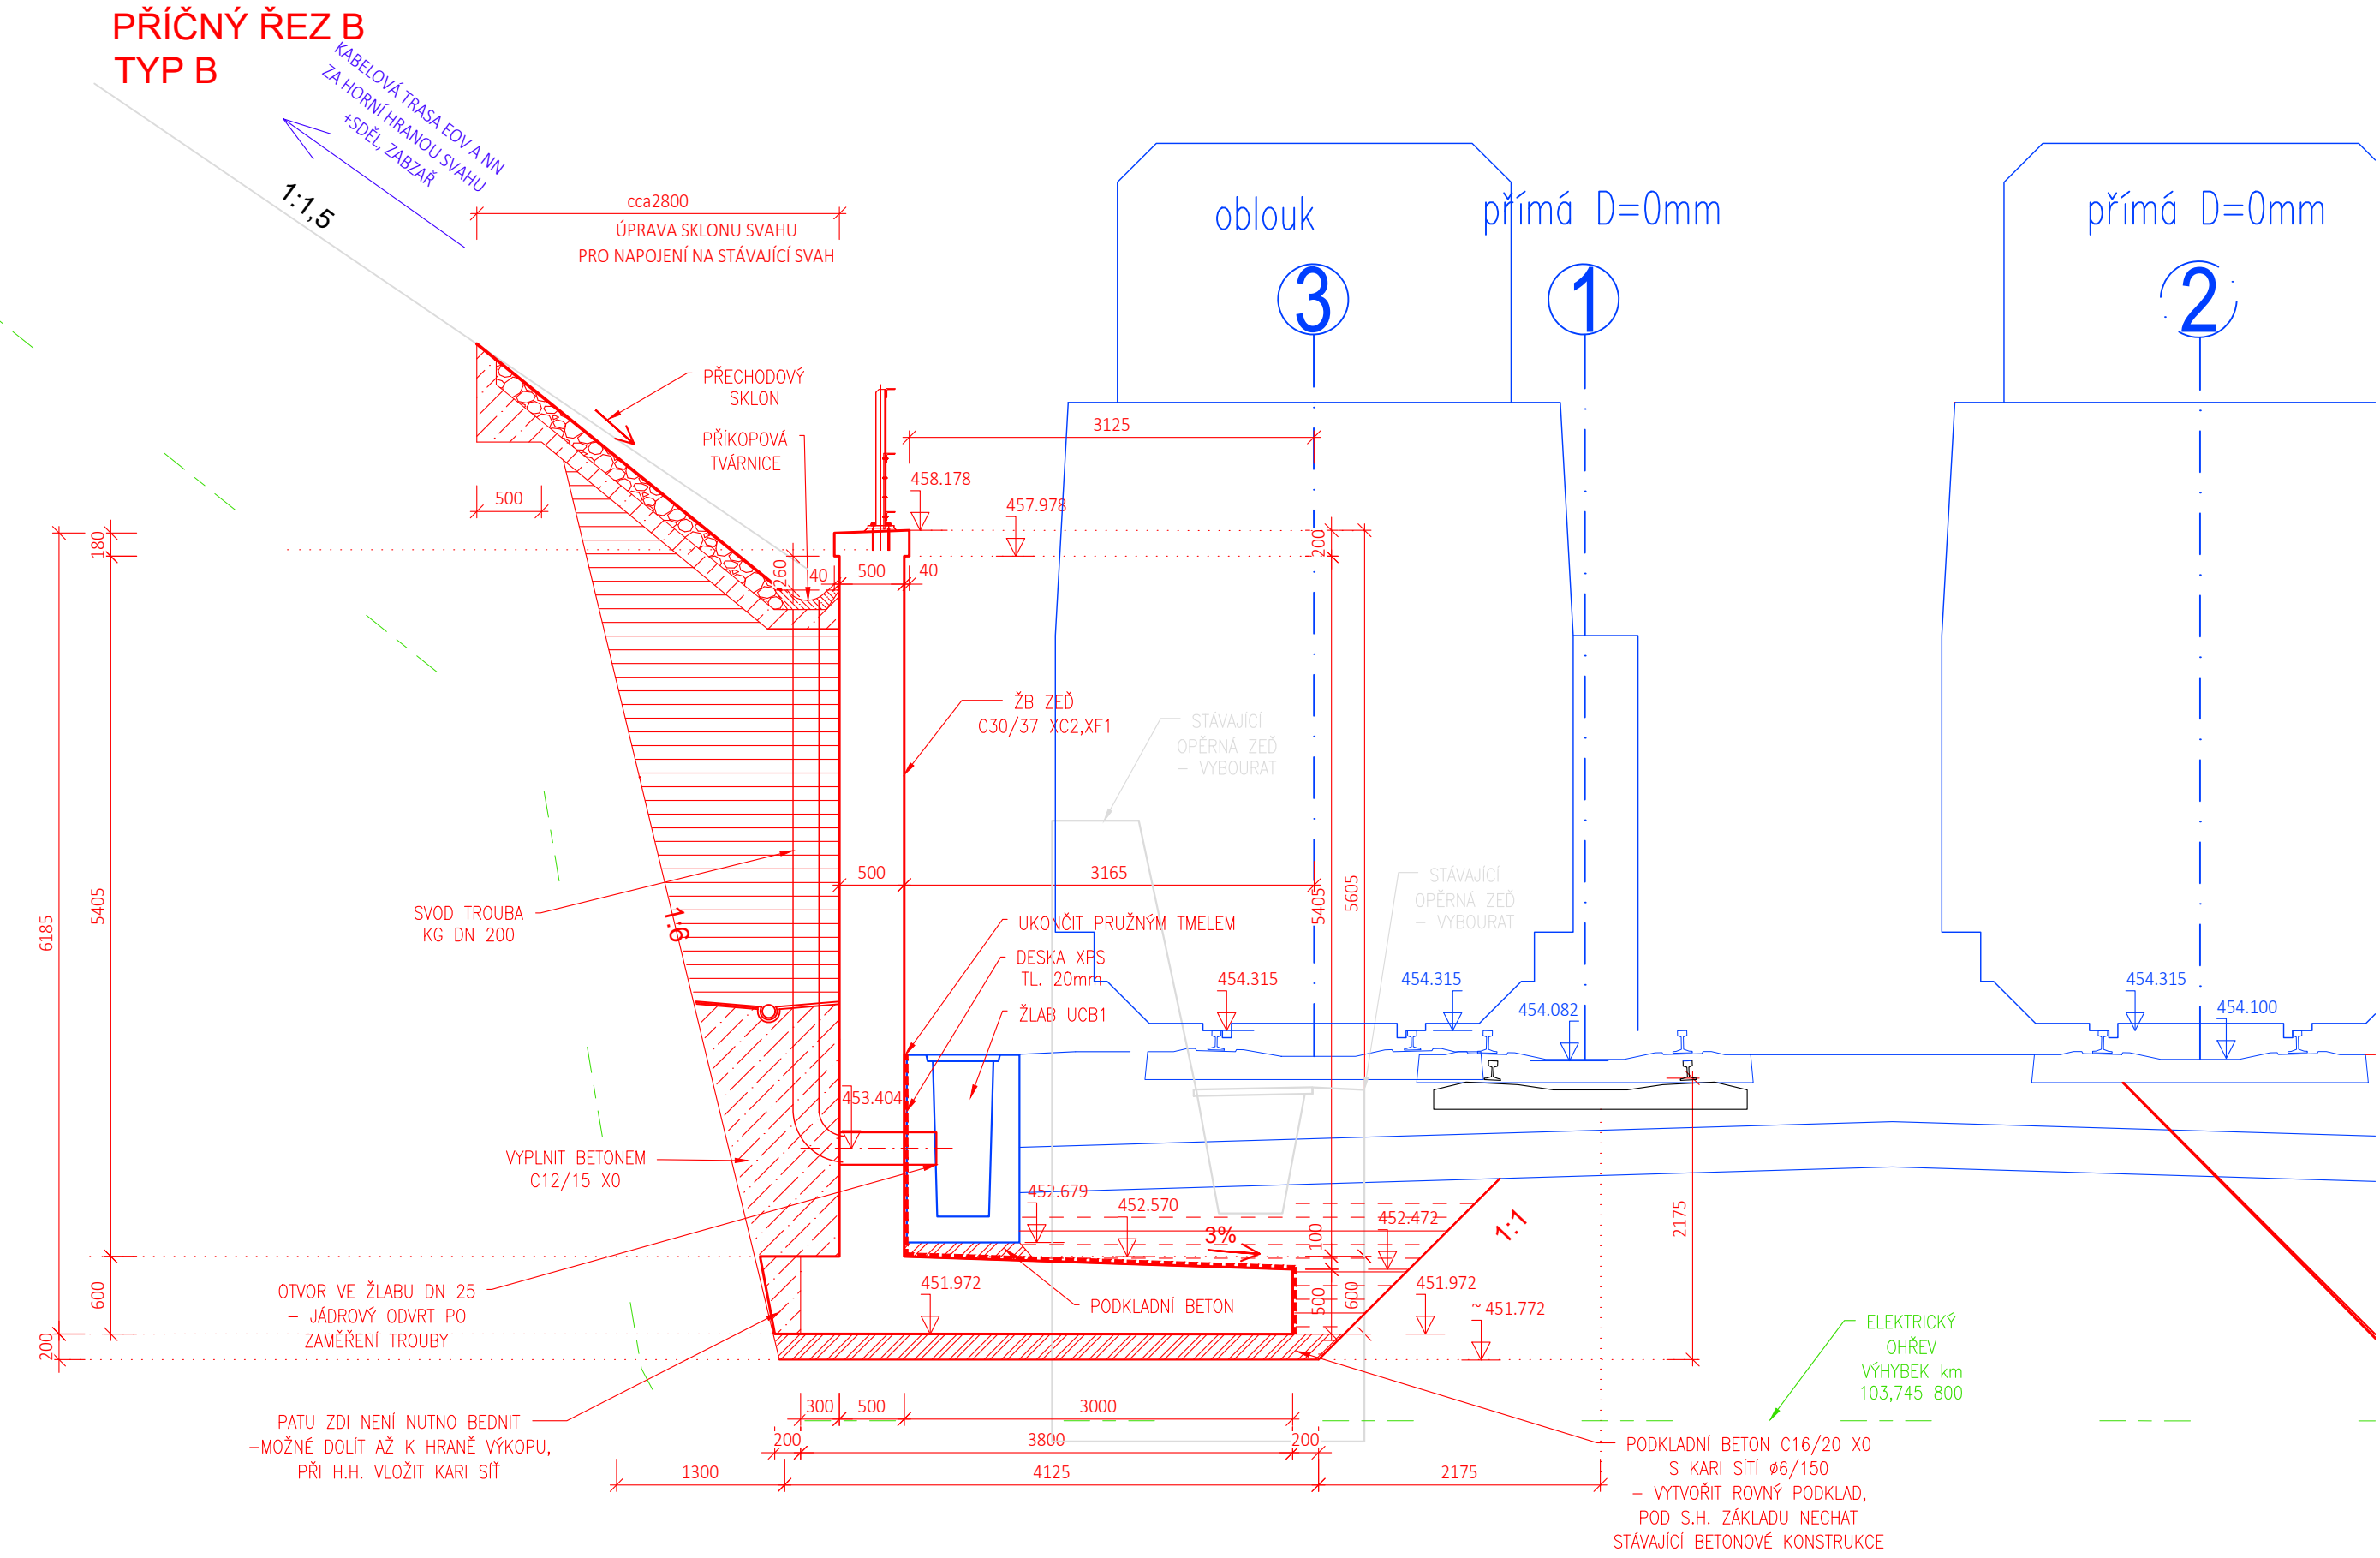 PŘÍČNÝ ŘEZ B
TYP B
KABELOVÁ TRASA EOV A NN
ZA HORNÍ HRANOU SVAHU
+SDĚL, ZABZAŘ
1:1,5
cca2800
ÚPRAVA SKLONU SVAHU
PRO NAPOJENÍ NA STÁVAJÍCÍ SVAH
oblouk
přímá D=0mm
přímá D=0mm
3
1
2
PŘECHODOVÝ
SKLON
PŘÍKOPOVÁ
TVÁRNICE
3125
458.178
457.978
500
180
200
260
40
500
40
ŽB ZEĎ
C30/37 XC2,XF1
STÁVAJÍCÍ
OPĚRNÁ ZEĎ
– VYBOURAT
500
3165
STÁVAJÍCÍ
OPĚRNÁ ZEĎ
– VYBOURAT
6185
5405
5405
5605
SVOD TROUBA
KG DN 200
1:6
UKONČIT PRUŽNÝM TMELEM
DESKA XPS
TL. 20mm
ŽLAB UCB1
454.315
454.315
454.082
454.315
454.100
453.404
VYPLNIT BETONEM
C12/15 X0
452.679
452.570
452.472
3%
1:1
100
2175
OTVOR VE ŽLABU DN 25
– JÁDROVÝ ODVRT PO
ZAMĚŘENÍ TROUBY
600
200
451.972
PODKLADNÍ BETON
500
600
451.972
~451.772
ELEKTRICKÝ
OHŘEV
VÝHYBEK km
103,745 800
300
500
3000
PATU ZDI NENÍ NUTNO BEDNIT
–MOŽNÉ DOLÍT AŽ K HRANĚ VÝKOPU,
PŘI H.H. VLOŽIT KARI SÍŤ
200
3800
200
1300
4125
2175
PODKLADNÍ BETON C16/20 X0
S KARI SÍTÍ ø6/150
– VYTVOŘIT ROVNÝ PODKLAD,
POD S.H. ZÁKLADU NECHAT
STÁVAJÍCÍ BETONOVÉ KONSTRUKCE